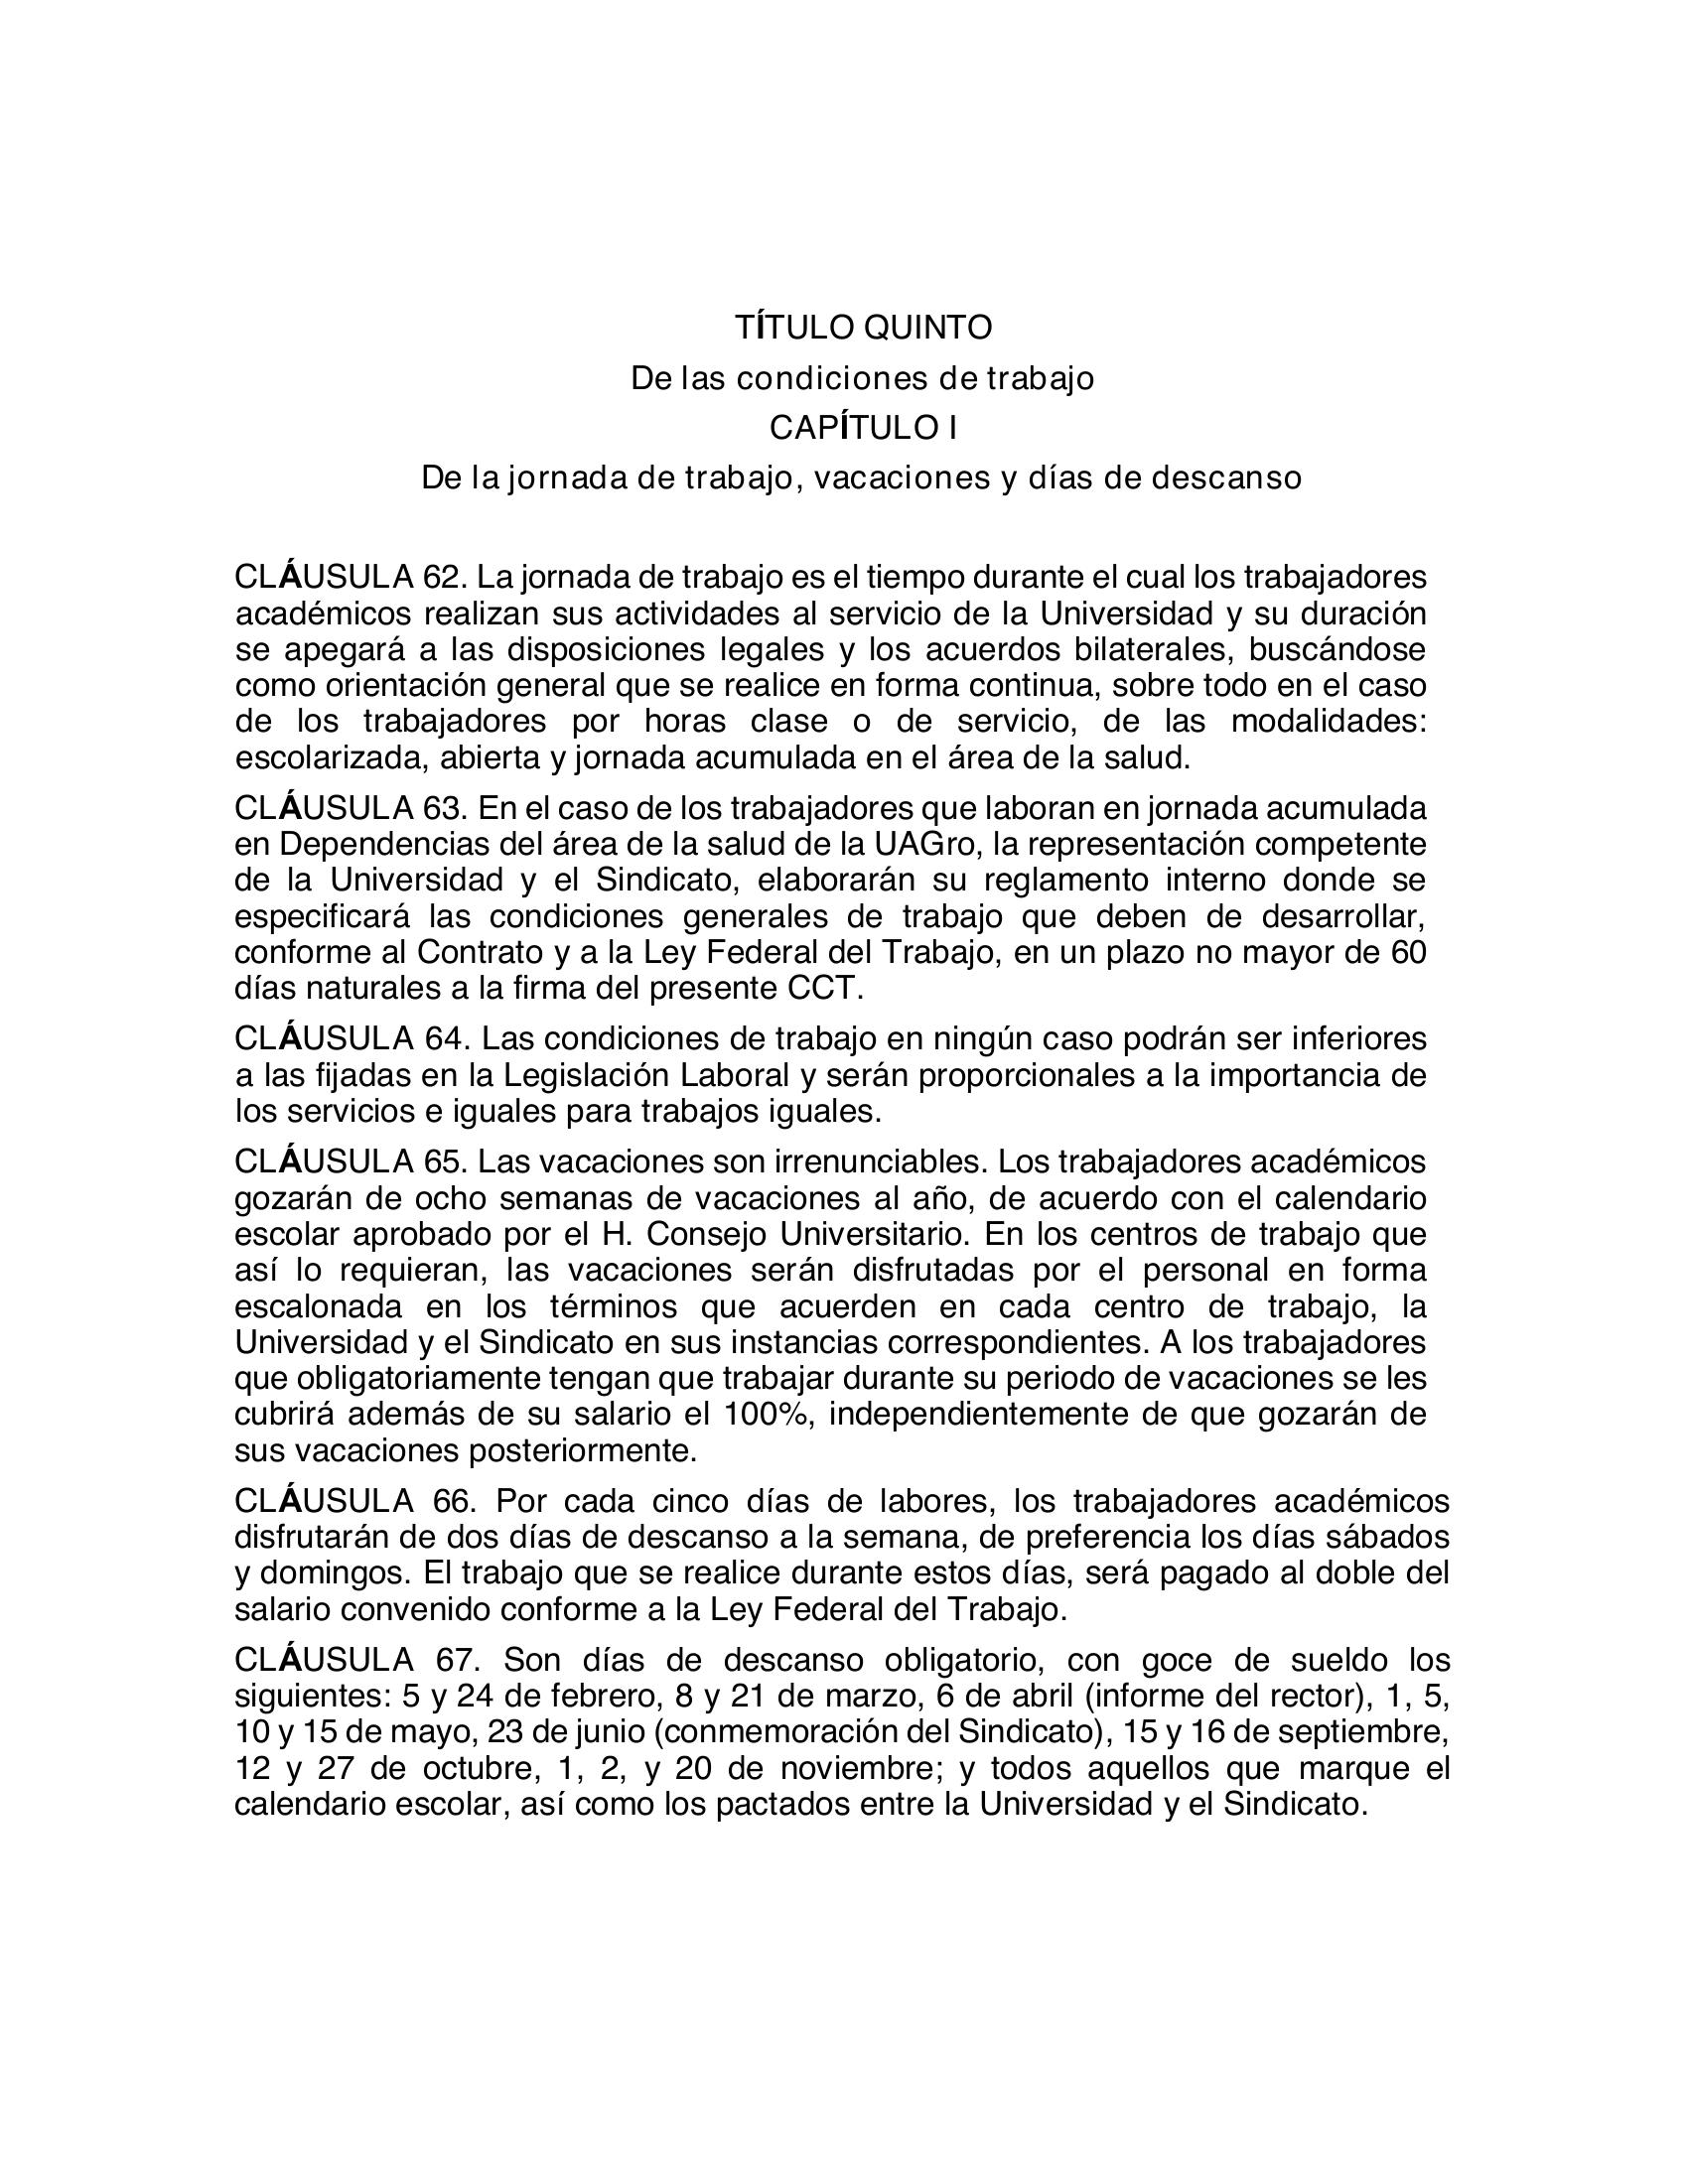 TÍTULO QUINTO
De las condiciones de trabajo
CAPÍTULO I
De la jornada de trabajo, vacaciones y días de descanso
CLÁUSULA 62. La jornada de trabajo es el tiempo durante el cual los trabajadores
académicos realizan sus actividades al servicio de la Universidad y su duración
se apegará a las disposiciones legales y los acuerdos bilaterales, buscándose
como orientación general que se realice en forma continua, sobre todo en el caso
de los trabajadores por horas clase o de servicio, de las modalidades:
escolarizada, abierta y jornada acumulada en el área de la salud.
CLÁUSULA 63. En el caso de los trabajadores que laboran en jornada acumulada
en Dependencias del área de la salud de la UAGro, la representación competente
de la Universidad y el Sindicato, elaborarán su reglamento interno donde se
especificará las condiciones generales de trabajo que deben de desarrollar,
conforme al Contrato y a la Ley Federal del Trabajo, en un plazo no mayor de 60
días naturales a la firma del presente CCT.
CLÁUSULA 64. Las condiciones de trabajo en ningún caso podrán ser inferiores
a las fijadas en la Legislación Laboral y serán proporcionales a la importancia de
los servicios e iguales para trabajos iguales.
CLÁUSULA 65. Las vacaciones son irrenunciables. Los trabajadores académicos
gozarán de ocho semanas de vacaciones al año, de acuerdo con el calendario
escolar aprobado por el H. Consejo Universitario. En los centros de trabajo que
así lo requieran, las vacaciones serán disfrutadas por el personal en forma
escalonada en los términos que acuerden en cada centro de trabajo, la
Universidad y el Sindicato en sus instancias correspondientes. A los trabajadores
que obligatoriamente tengan que trabajar durante su periodo de vacaciones se les
cubrirá además de su salario el 100%, independientemente de que gozarán de
sus vacaciones posteriormente.
CLÁUSULA 66. Por cada cinco días de labores, los trabajadores académicos
disfrutarán de dos días de descanso a la semana, de preferencia los días sábados
y domingos. El trabajo que se realice durante estos días, será pagado al doble del
salario convenido conforme a la Ley Federal del Trabajo.
CLÁUSULA 67. Son días de descanso obligatorio, con goce de sueldo los
siguientes: 5 y 24 de febrero, 8 y 21 de marzo, 6 de abril (informe del rector), 1, 5,
10 y 15 de mayo, 23 de junio (conmemoración del Sindicato), 15 y 16 de septiembre,
12 y 27 de octubre, 1, 2, y 20 de noviembre; y todos aquellos que marque el
calendario escolar, así como los pactados entre la Universidad y el Sindicato.